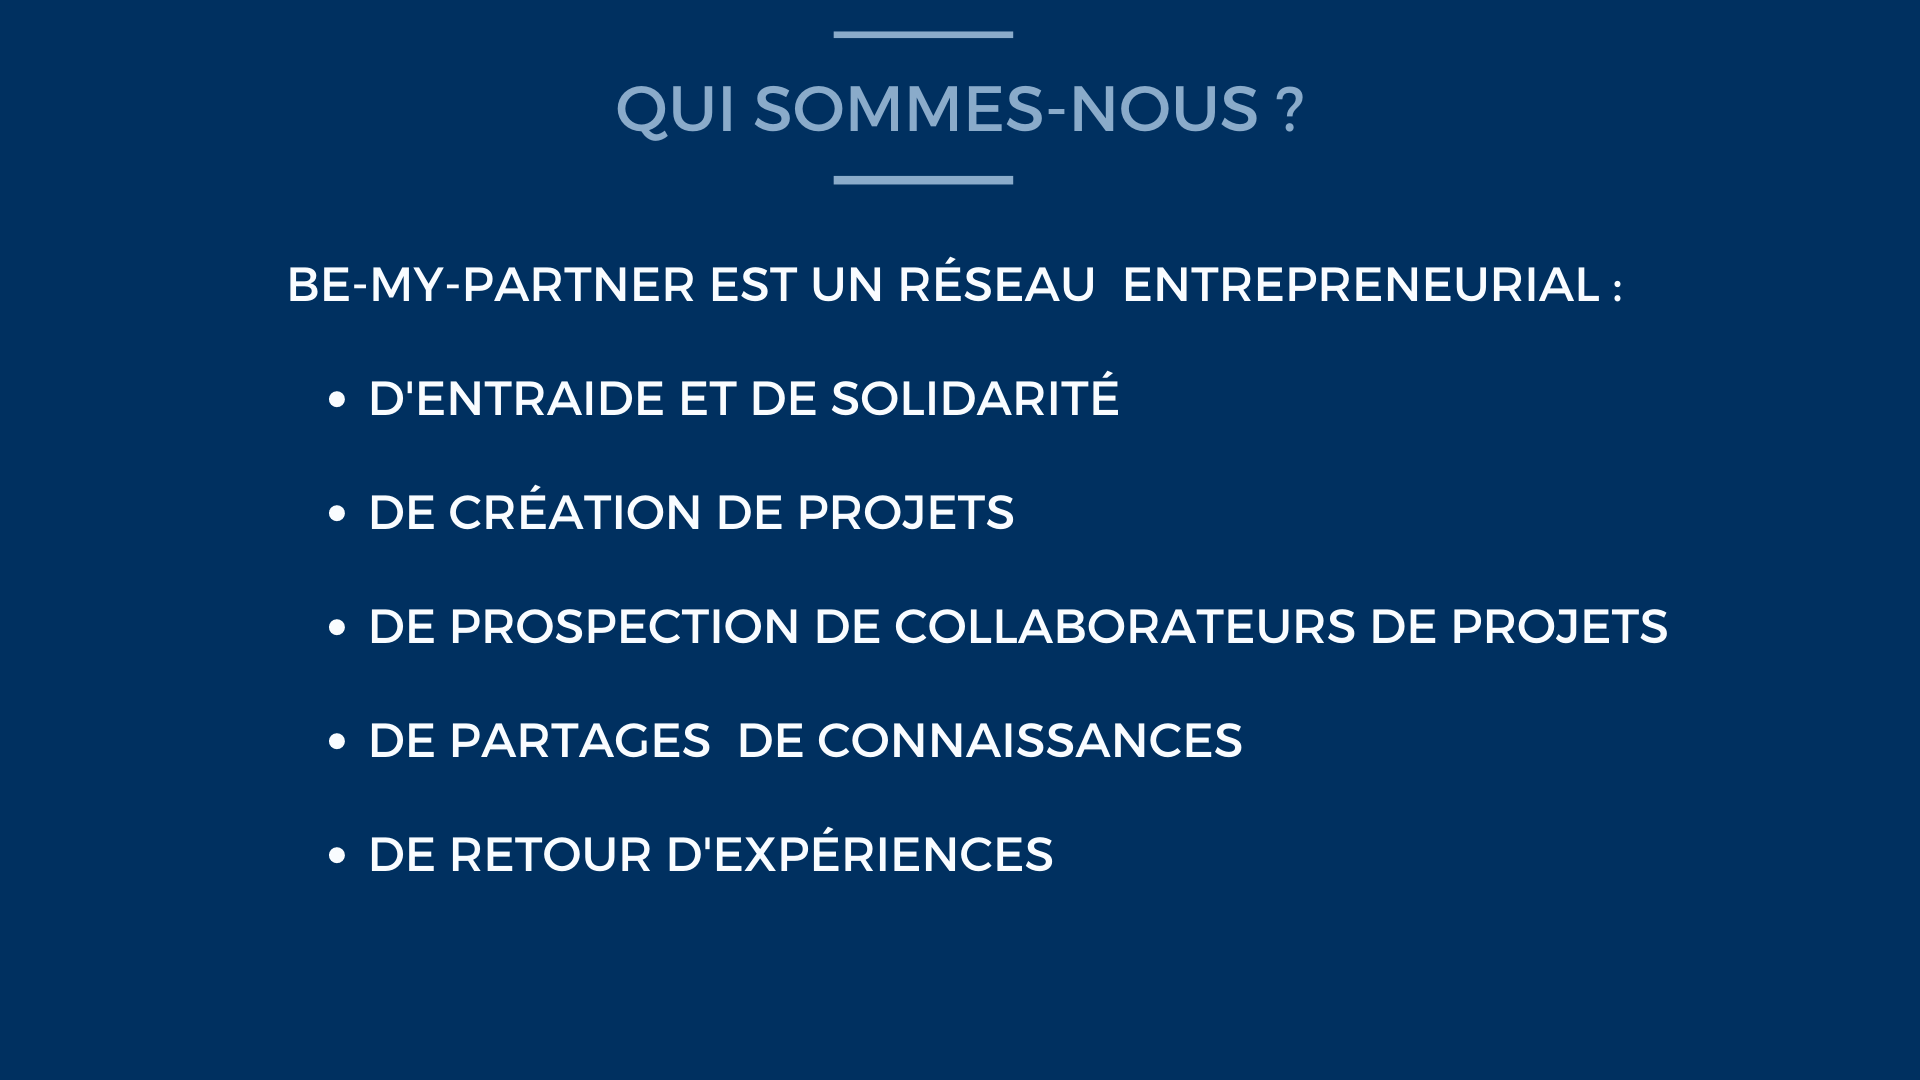 QUI SOMMES-NOUS ?
BE-MY-PARTNER EST UN RÉSEAU  ENTREPRENEURIAL :
• D'ENTRAIDE ET DE SOLIDARITÉ
• DE CRÉATION DE PROJETS
• DE PROSPECTION DE COLLABORATEURS DE PROJETS
• DE PARTAGES  DE CONNAISSANCES
• DE RETOUR D'EXPÉRIENCES